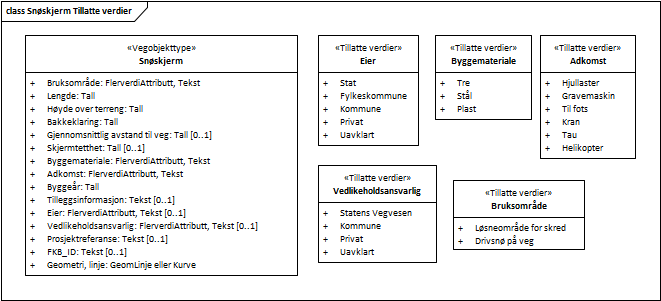 class Snøskjerm Tillatte verdier
«Vegobjekttype»
Snøskjerm
+ Bruksområde: FlerverdiAttributt, Tekst
+ Lengde: Tall
+ Høyde over terreng: Tall
+ Bakkeklaring: Tall
+ Gjennomsnittlig avstand til veg: Tall [0..1]
+ Skjermtetthet: Tall [0..1]
+ Byggemateriale: FlerverdiAttributt, Tekst
+ Adkomst: FlerverdiAttributt, Tekst
+ Byggeår: Tall
+ Tilleggsinformasjon: Tekst [0..1]
+ Eier: FlerverdiAttributt, Tekst [0..1]
+ Vedlikeholdsansvarlig: FlerverdiAttributt, Tekst [0..1]
+ Prosjektreferanse: Tekst [0..1]
+ FKB_ID: Tekst [0..1]
+ Geometri, linje: GeomLinje eller Kurve
«Tillatte verdier»
Eier
+ Stat
+ Fylkeskommune
+ Kommune
+ Privat
+ Uavklart
«Tillatte verdier»
Byggemateriale
+ Tre
+ Stål
+ Plast
«Tillatte verdier»
Adkomst
+ Hjullaster
+ Gravemaskin
+ Til fots
+ Kran
+ Tau
+ Helikopter
«Tillatte verdier»
Vedlikeholdsansvarlig
+ Statens Vegvesen
+ Kommune
+ Privat
+ Uavklart
«Tillatte verdier»
Bruksområde
+ Løsneområde for skred
+ Drivsnø på veg